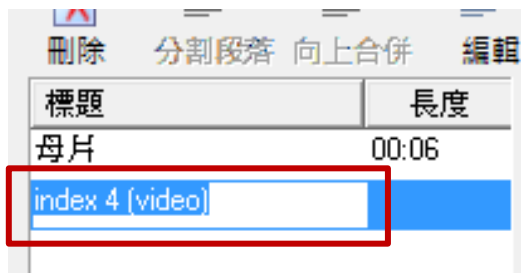 刪除 分割段落 向上合併 編輯
標題 長度
母片 00:06
index 4 (video)